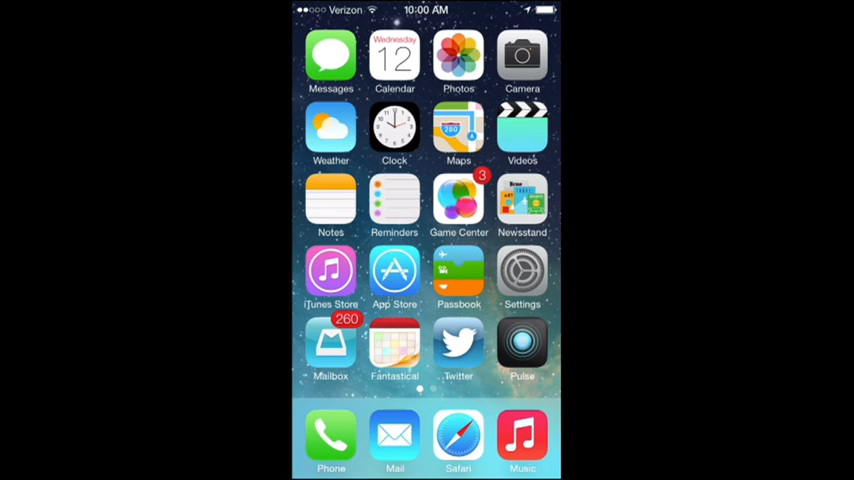 Verizon 10:00 AM
Wednesday
12
Messages Calendar Photos Camera
280
Weather Clock Maps Videos
3
Notes Reminders Game Center Newsstand
iTunes Store App Store Passbook Settings
260
Mailbox Fantastical Twitter Pulse
Phone Mail Safari Music